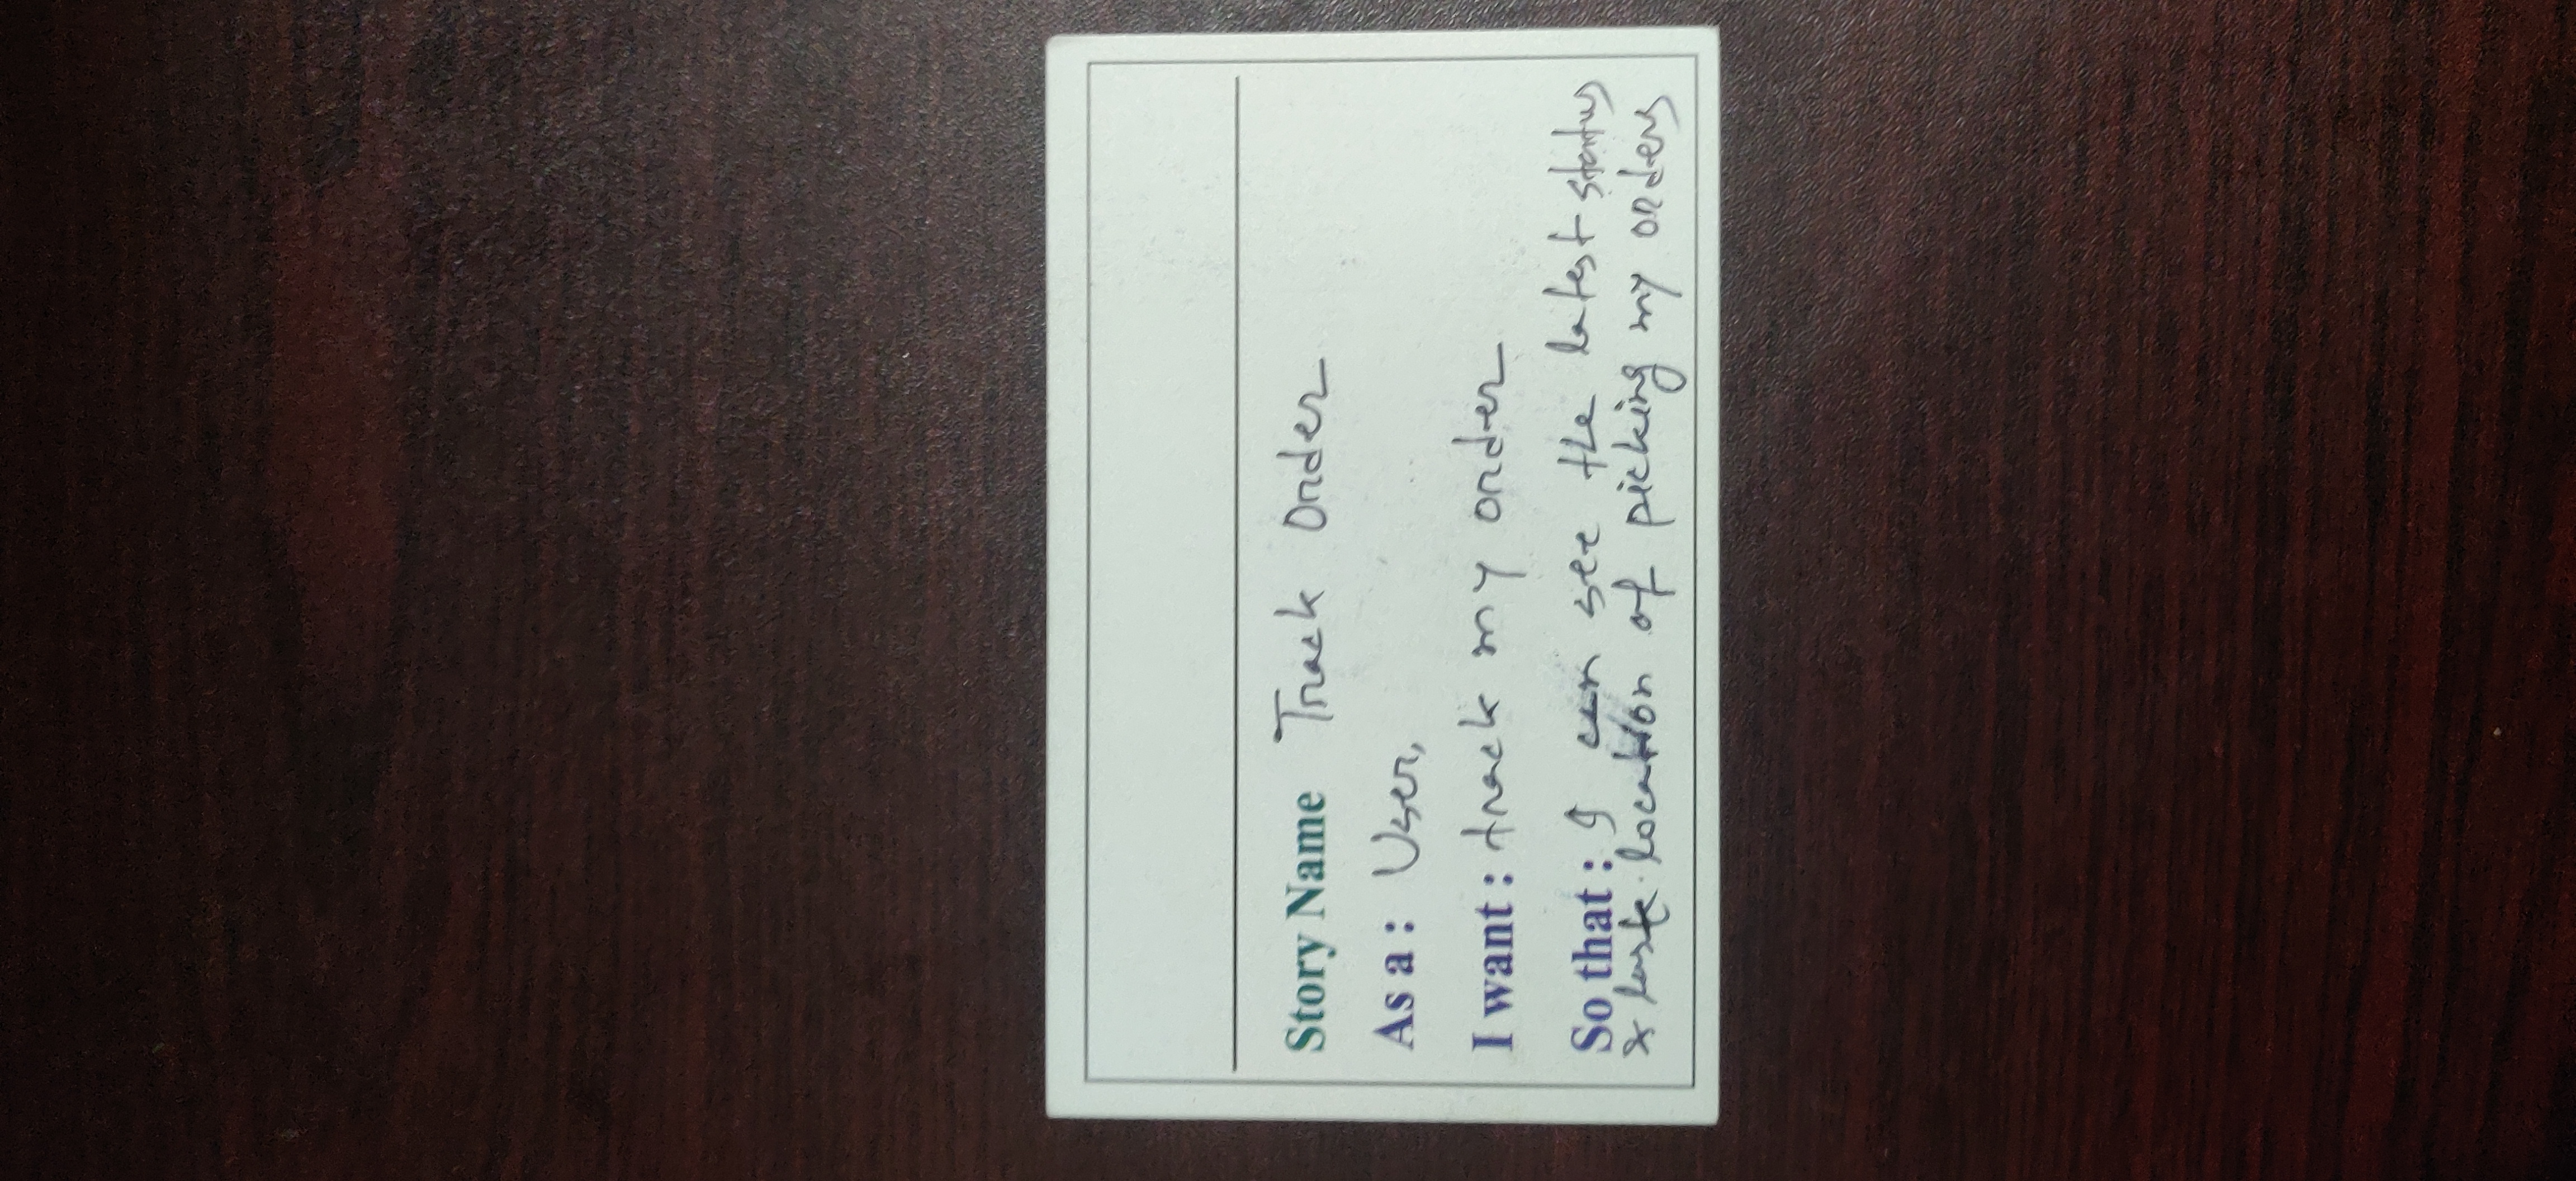 Story Name Track Order
As a : User,
I want : track my order
So that : I can see the latest status
& last location of picking my orders